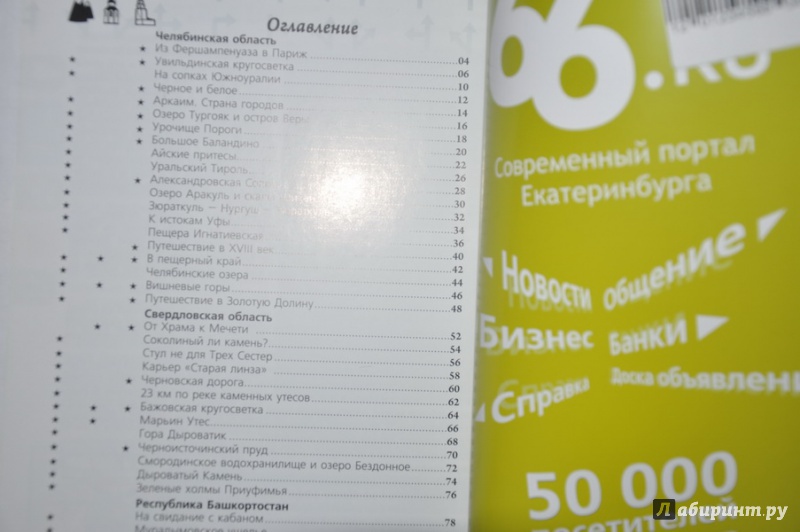 Оглавление
Челябинская область
★ Из Фершампенуаза в Париж 04
★ Увильдинская кругосветка 06
На сопках Южноуралии 10
★ Черное и белое 12
★ Аркаим. Страна городов 14
★ Озеро Тургояк и остров 16
★ Урочище Пороги 18
★ Большое Баландино 20
Айские притесы 22
Уральский Тироль 26
★ Александровская 28
Озеро Аракуль и 30
Зюраткуль – Нургуш 32
К истокам Уфы 34
Пещера Игнатиевская 36
★ Путешествие в XVIII век 40
★ В пещерный край 42
Челябинские озера 44
★ Вишневые горы 46
★ Путешествие в Золотую Долину 48
Свердловская область
★ От Храма к Мечети 52
Соколиный ли камень? 54
Стул не для Трех Сестер 56
Карьер «Старая линза» 58
★ Черновская дорога 60
23 км по реке каменных утесов 62
★ Бажовская кругосветка 64
Марьин Утес 66
Гора Дыроватик 68
★ Черноисточинский пруд 70
Смородинское водохранилище и озеро Бездонное 72
Дыроватый Камень 74
Зеленые холмы Приуфимья 76
Республика Башкортостан
На свидание с кабаном 78
66.RU
Современный портал
Екатеринбурга
Новости общение
Бизнес Банки
Справка Доска объявлени
50 000
Лабиринт.ру